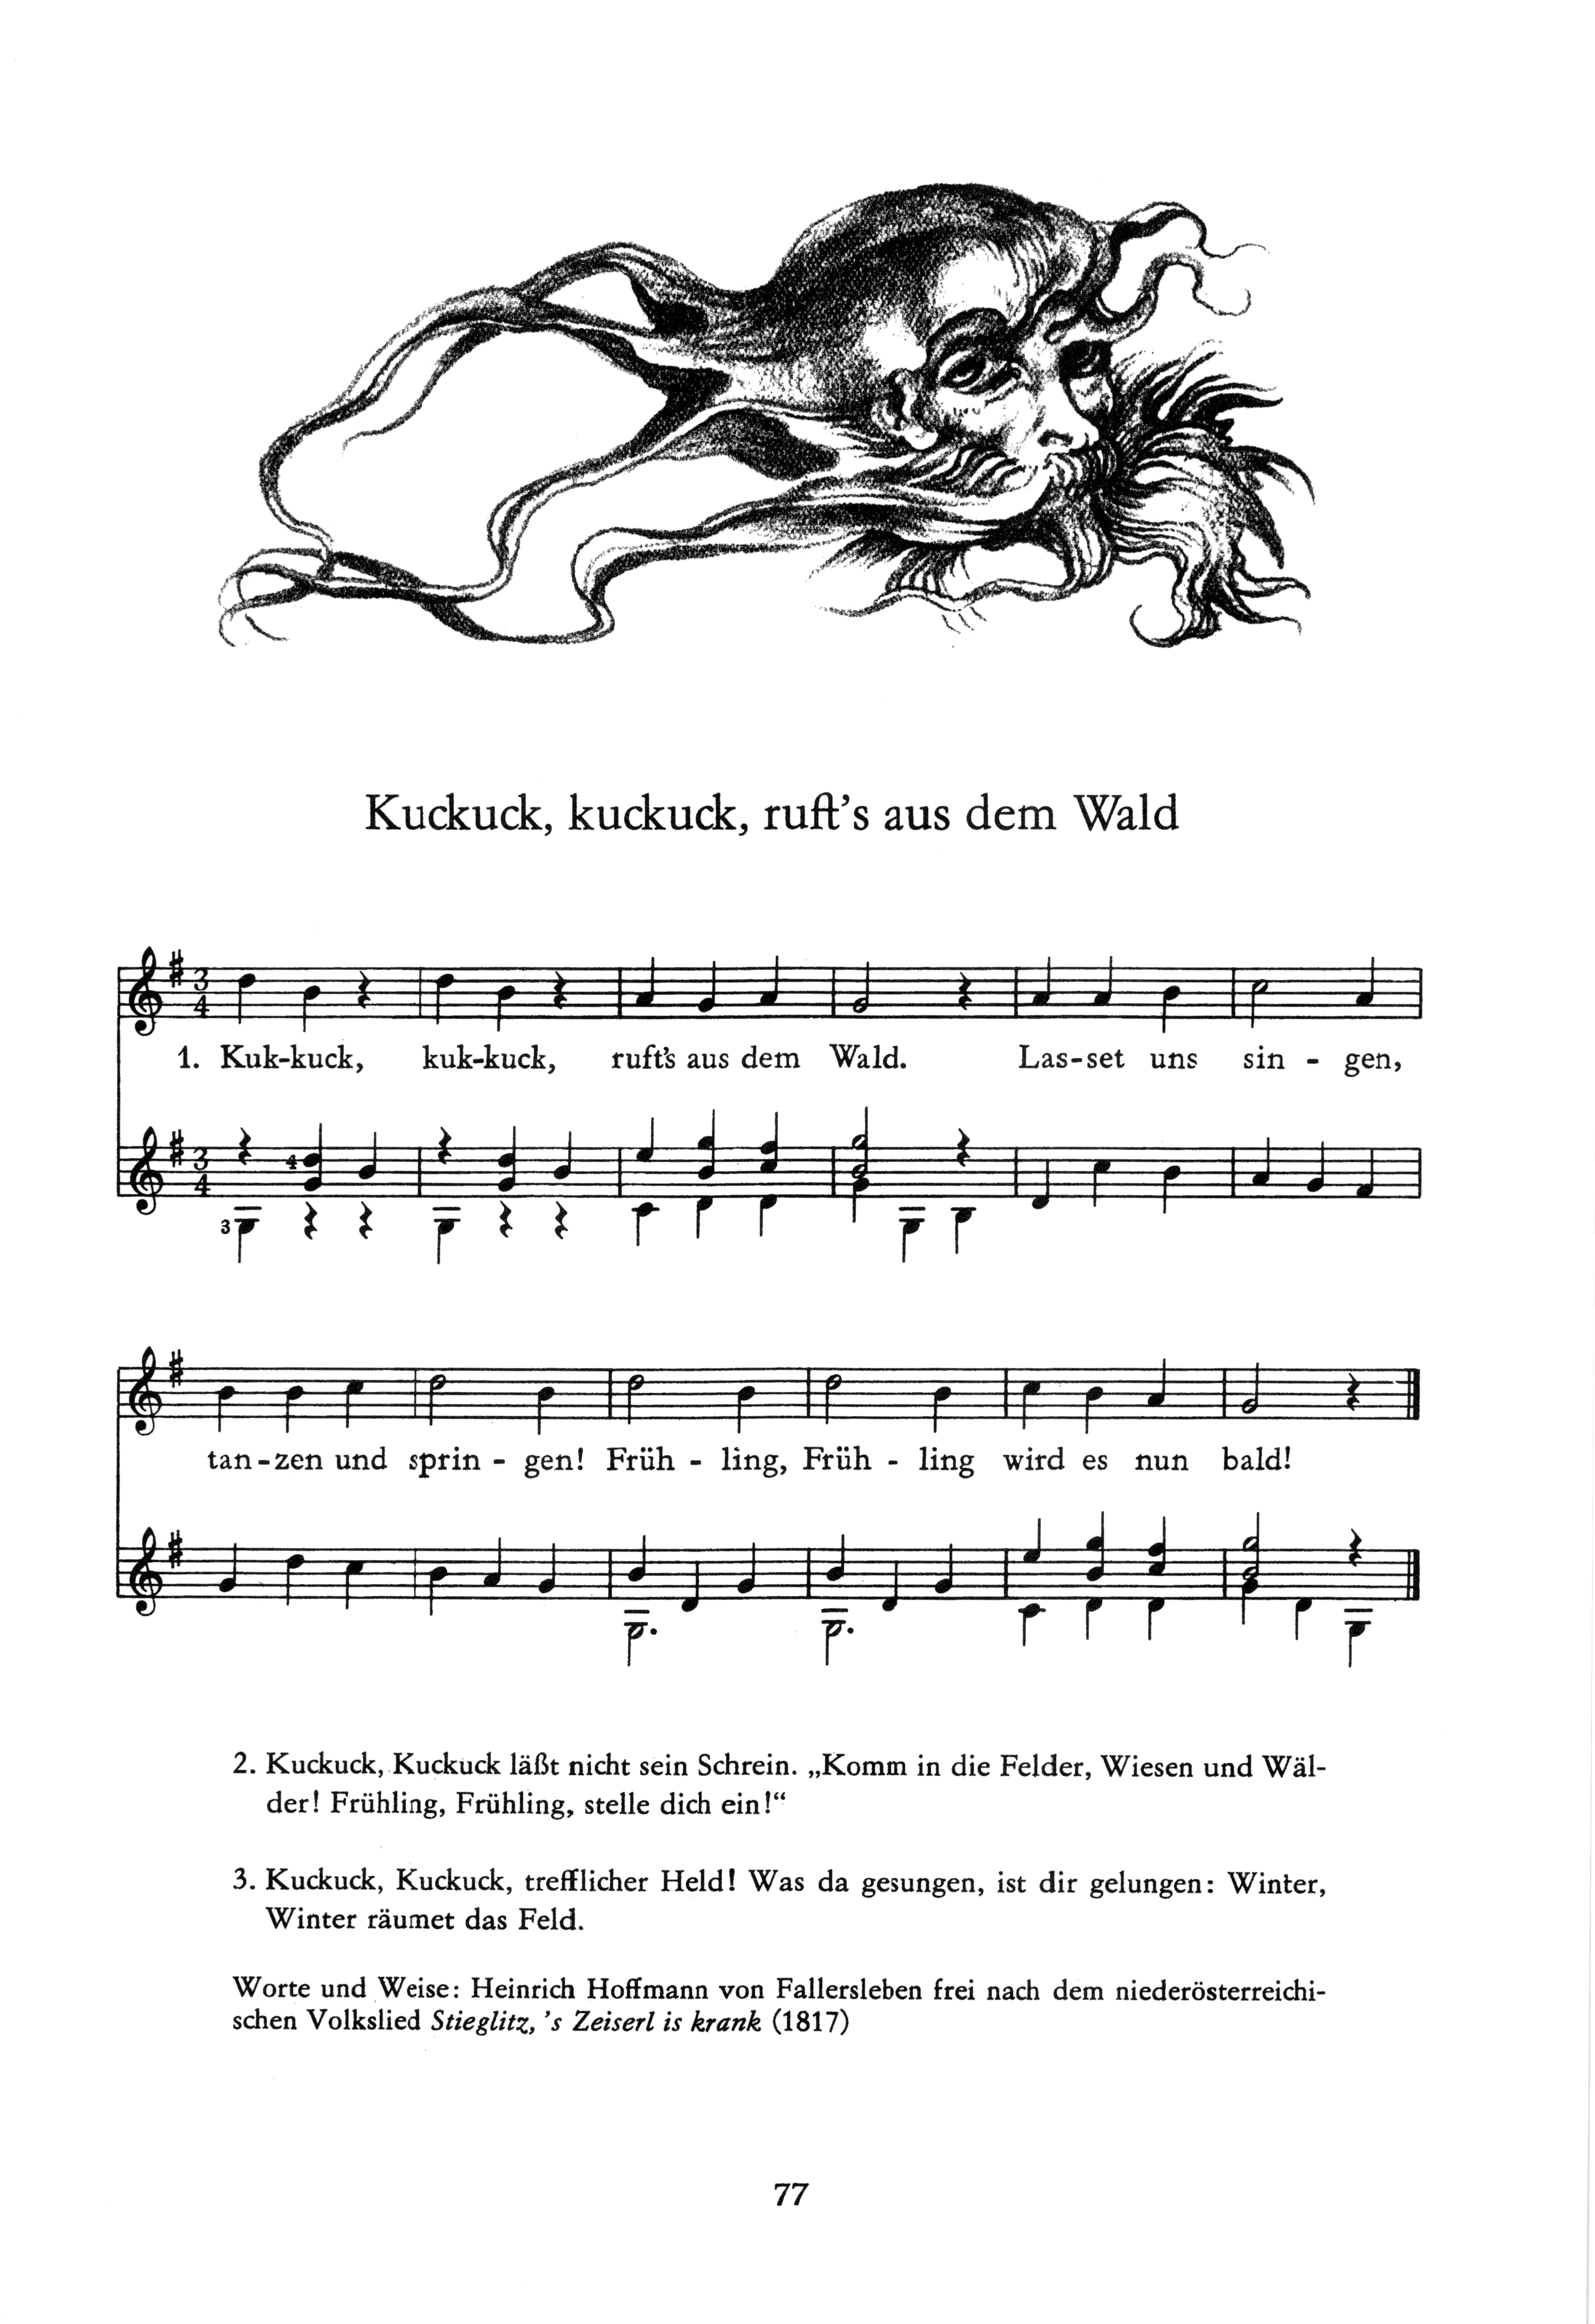 Kuckuck, kuckuck, ruft’s aus dem Wald
3
4
1. Kuk-kuck, kuk-kuck, ruft’s aus dem Wald. Las-set uns sin - gen,
3
4
4
3
tan-zen und sprin - gen! Früh - ling, Früh - ling wird es nun bald!
2. Kuckuck, Kuckuck läßt nicht sein Schrein. „Komm in die Felder, Wiesen und Wäl-
der! Frühling, Frühling, stelle dich ein!“
3. Kuckuck, Kuckuck, trefflicher Held! Was da gesungen, ist dir gelungen: Winter,
Winter räumet das Feld.
Worte und Weise: Heinrich Hoffmann von Fallersleben frei nach dem niederösterreichi-
schen Volkslied Stieglitz, ’s Zeiserl is krank (1817)
77